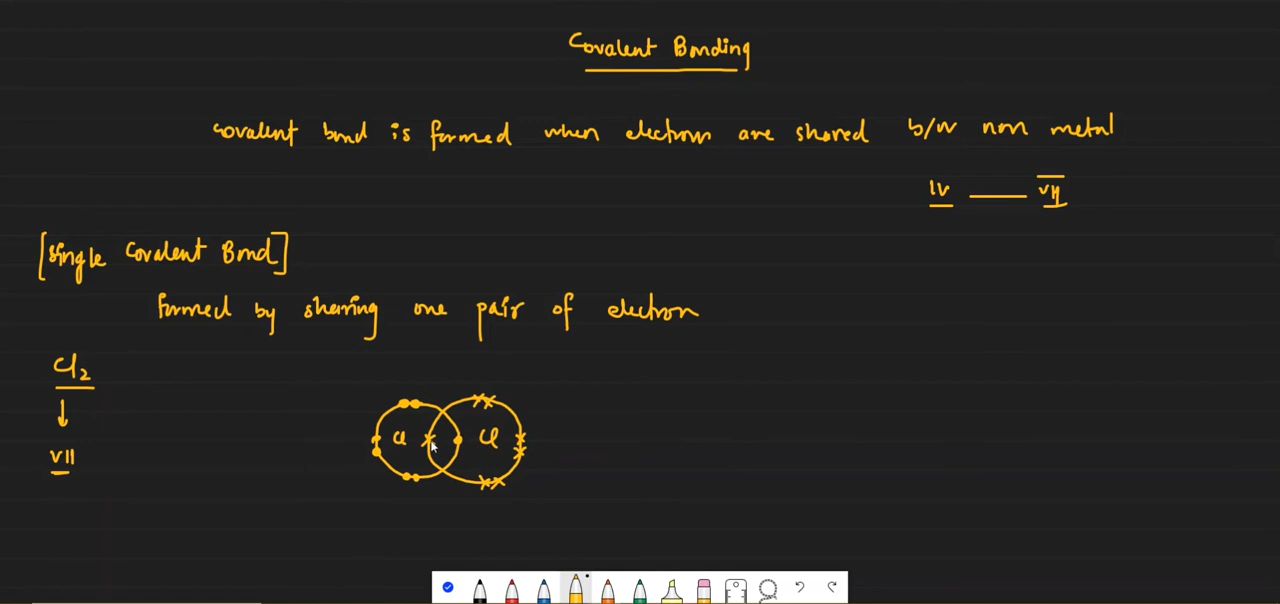 Covalent Bonding
covalent bond is formed when electron are shared b/w non metal
IV — VII
[Single Covalent Bond]
formed by sharing one pair of electron
Cl2
↓
VII
Cl Cl